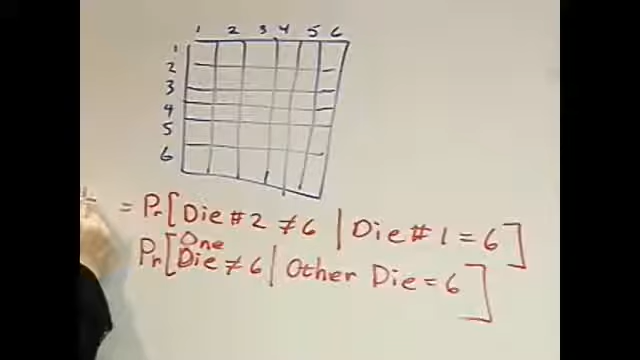 1 2 3 4 5 6
1
2
3
4
5
6
= Pr[Die #2 ≠ 6 | Die #1 = 6]
Pr[One Die ≠ 6 | Other Die = 6]